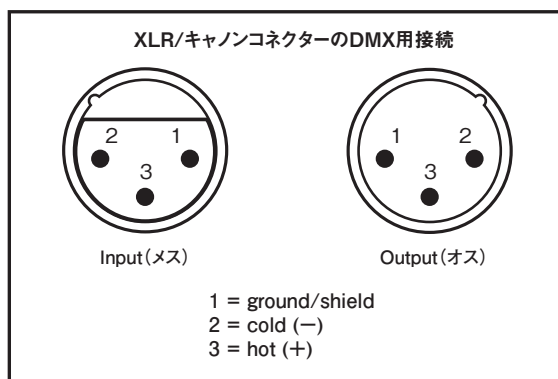 XLR/キャノンコネクターのDMX用接続
2 1
3
1 2
3
Input(メス)
Output(オス)
1 = ground/shield
2 = cold (−)
3 = hot (+)